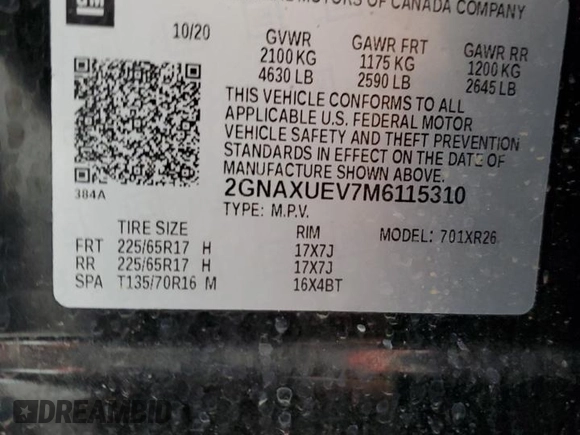 GM
MOTORS OF CANADA COMPANY
10/20
GVWR GAWR FRT GAWR RR
2100 KG 1175 KG 1200 KG
4630 LB 2590 LB 2645 LB
THIS VEHICLE CONFORMS TO ALL
APPLICABLE U.S. FEDERAL MOTOR
VEHICLE SAFETY AND THEFT PREVENTION
STANDARDS IN EFFECT ON THE DATE OF
MANUFACTURE SHOWN ABOVE.
384A
2GNAXUEV7M6115310
TYPE: M.P.V.
TIRE SIZE RIM MODEL: 701XR26
FRT 225/65R17 H 17X7J
RR 225/65R17 H 17X7J
SPA T135/70R16 M 16X4BT
DREAMBID